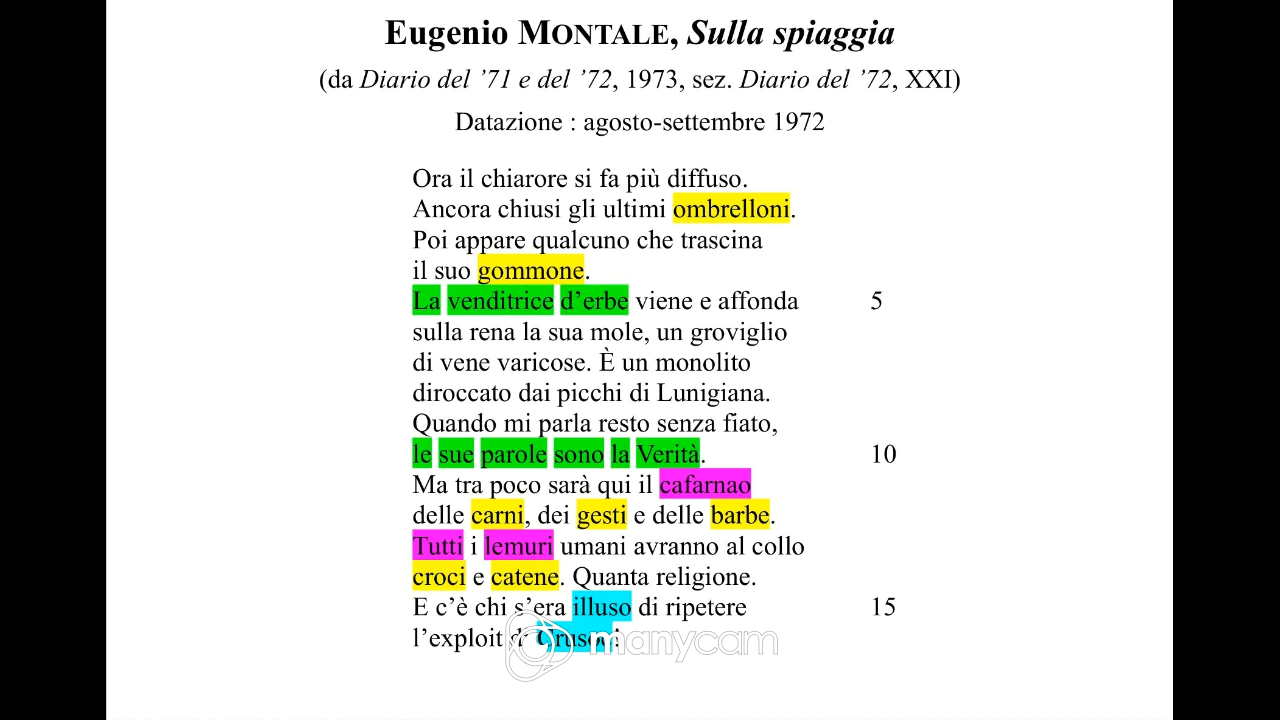 Eugenio MONTALE, Sulla spiaggia
(da Diario del ’71 e del ’72, 1973, sez. Diario del ’72, XXI)
Datazione : agosto-settembre 1972
Ora il chiarore si fa più diffuso.
Ancora chiusi gli ultimi ombrelloni.
Poi appare qualcuno che trascina
il suo gommone.
La venditrice d’erbe viene e affonda 5
sulla rena la sua mole, un groviglio
di vene varicose. È un monolito
diroccato dai picchi di Lunigiana.
Quando mi parla resto senza fiato,
le sue parole sono la Verità. 10
Ma tra poco sarà qui il cafarnao
delle carni, dei gesti e delle barbe.
Tutti i lemuri umani avranno al collo
croci e catene. Quanta religione.
E c’è chi s’era illuso di ripetere 15
l’exploit di Crusoe!
manycam